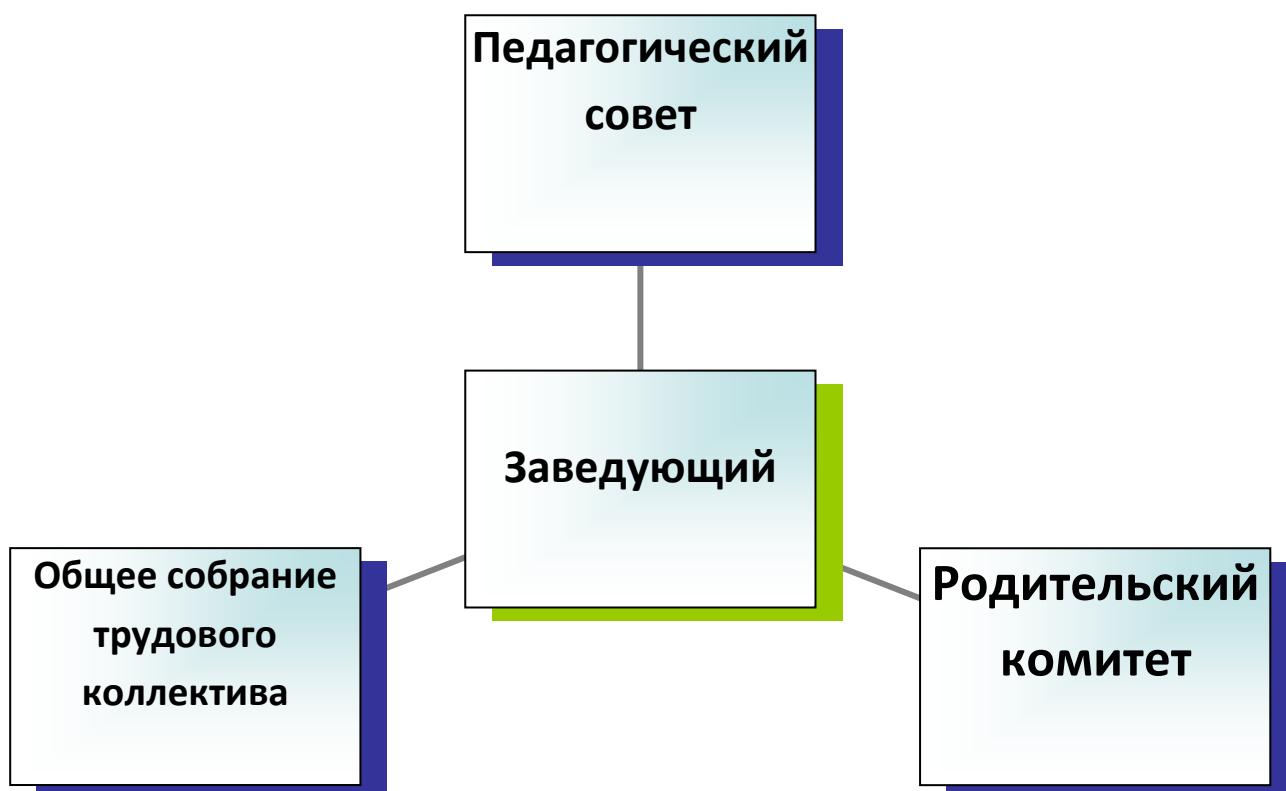 Педагогический
совет
Заведующий
Общее собрание
трудового
коллектива
Родительский
комитет